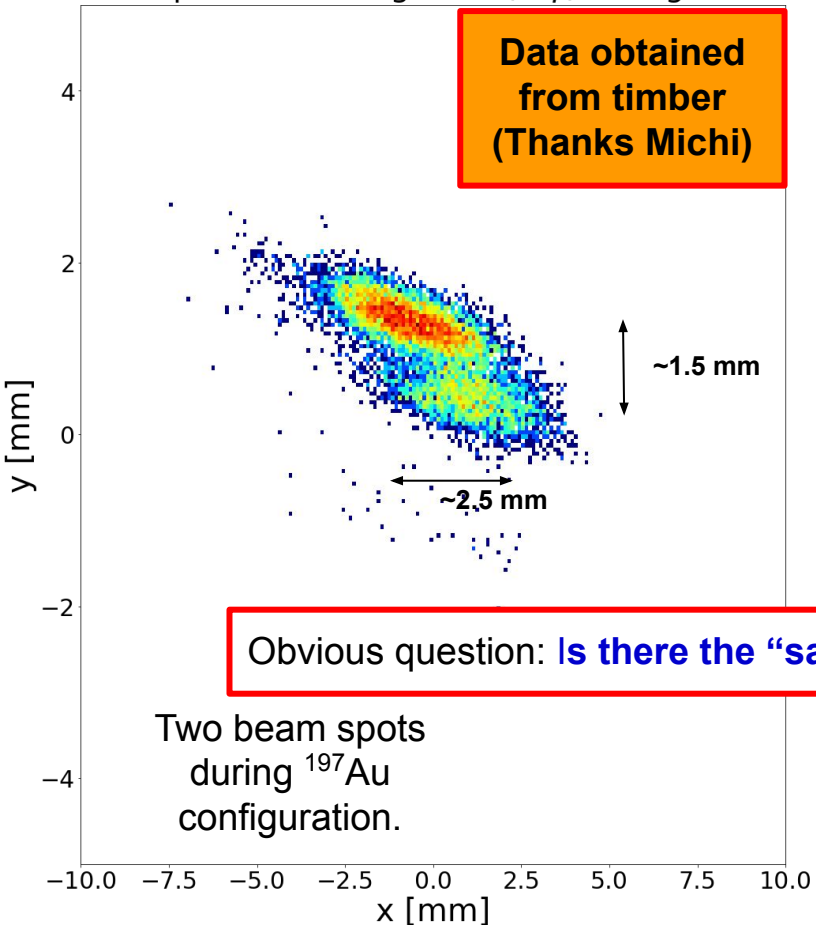 Data obtained
from timber
(Thanks Michi)
4
2
0
−2
−4
y [mm]
~1.5 mm
~2.5 mm
Obvious question: Is there the “sa
Two beam spots
during ¹⁹⁷Au
configuration.
−10.0 −7.5 −5.0 −2.5 0.0 2.5 5.0 7.5 10.0
x [mm]